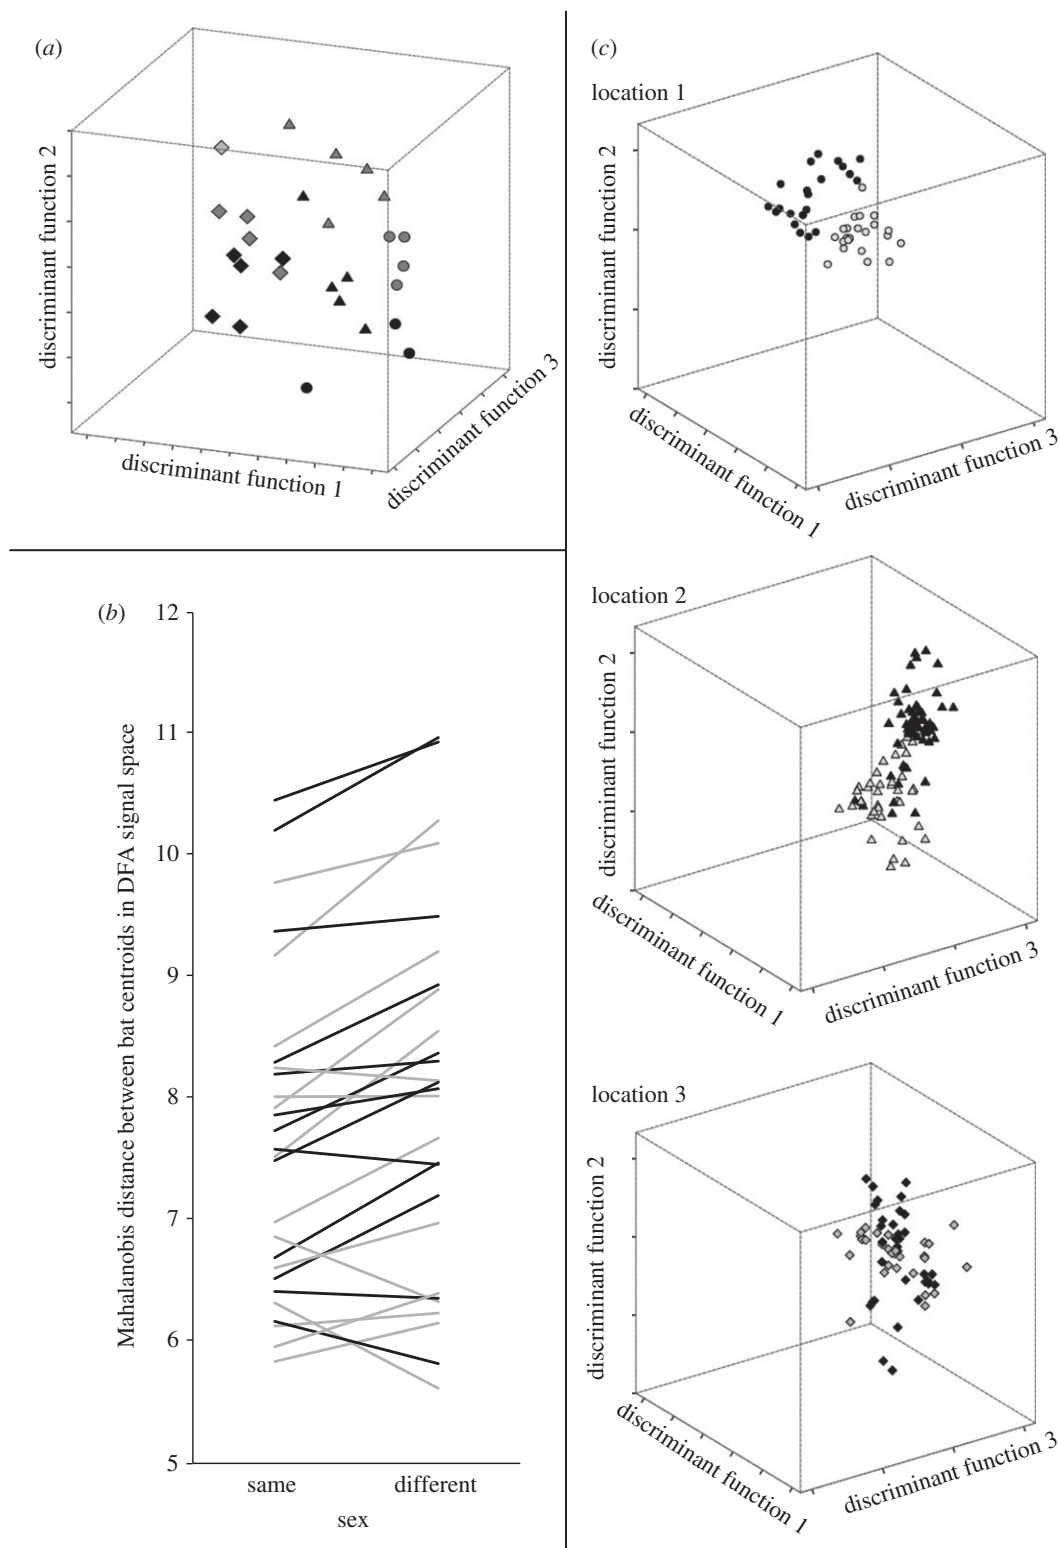 (a)
discriminant function 2
discriminant function 1
discriminant function 3
(b)
12
11
10
9
8
7
6
5
Mahalanobis distance between bat centroids in DFA signal space
same
different
sex
(c)
location 1
discriminant function 2
discriminant function 1
discriminant function 3
location 2
discriminant function 2
discriminant function 1
discriminant function 3
location 3
discriminant function 2
discriminant function 1
discriminant function 3